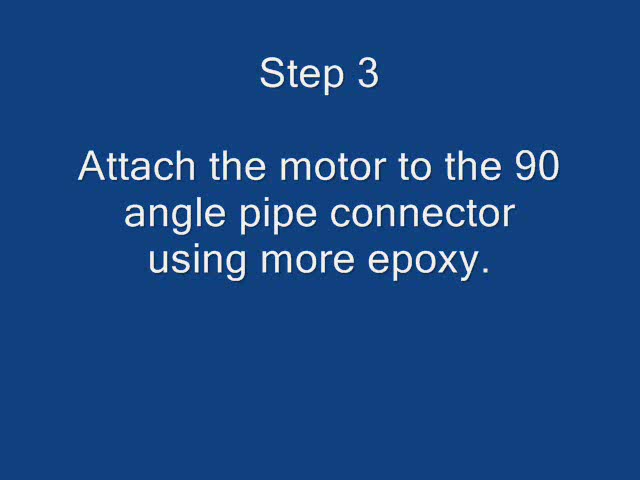 Step 3
Attach the motor to the 90
angle pipe connector
using more epoxy.